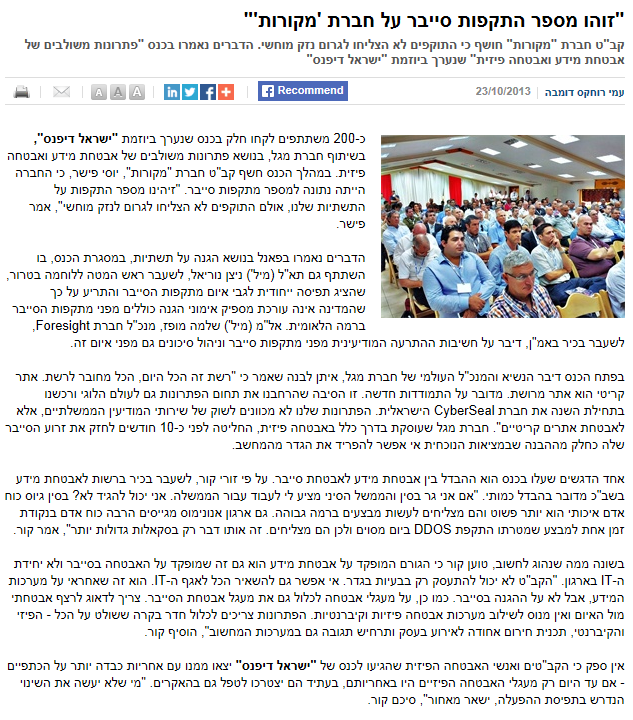 "זוהו מספר התקפות סייבר על חברת 'מקורות'"
קב"ט חברת "מקורות" חושף כי התוקפים לא הצליחו לגרום נזק מוחשי. הדברים נאמרו בכנס "פתרונות משולבים של
אבטחת מידע ואבטחה פיזית" שנערך ביוזמת "ישראל דיפנס"
עמי רוחקס דומבה | 23/10/2013 Recommend
A A A
כ-200 משתתפים לקחו חלק בכנס שנערך ביוזמת "ישראל דיפנס",
בשיתוף חברת מגל, בנושא פתרונות משולבים של אבטחת מידע ואבטחה
פיזית. במהלך הכנס חשף קב"ט חברת "מקורות", יוסי פישר, כי החברה
הייתה נתונה למספר מתקפות סייבר. "זיהינו מספר התקפות על
התשתיות שלנו, אולם התוקפים לא הצליחו לגרום לנזק מוחשי", אמר
פישר.
הדברים נאמרו בפאנל בנושא הגנה על תשתיות, במסגרת הכנס, בו
השתתף גם תא"ל (מיל') ניצן נוריאל, לשעבר ראש המטה ללוחמה בטרור,
שהציג תפיסה ייחודית לגבי איום מתקפות הסייבר והתריע על כך
שהמדינה אינה עורכת מספיק אימוני הגנה כוללים מפני מתקפות הסייבר
ברמה הלאומית. אל"מ (מיל') שלמה מופז, מנכ"ל חברת Foresight,
לשעבר בכיר באמ"ן, דיבר על חשיבות ההתרעה המודיעינית מפני מתקפות סייבר וניהול סיכונים גם מפני איום זה.
בפתח הכנס דיבר הנשיא והמנכ"ל העולמי של חברת מגל, איתן לבנה שאמר כי "רשת זה הכל היום, הכל מחובר לרשת. אתר
קריטי הוא אתר מרושת. מדובר על התמודדות חדשה. זו הסיבה שהרחבנו את תחום הפתרונות גם לעולם הלוגי ורכשנו
בתחילת השנה את חברת CyberSeal הישראלית. הפתרונות שלנו לא מכוונים לשוק של שירותי המודיעין הממשלתיים, אלא
לאבטחת אתרים קריטיים". חברת מגל שעוסקת בדרך כלל באבטחה פיזית, החליטה לפני כ-10 חודשים לחזק את זרוע הסייבר
שלה כחלק מההבנה שבמציאות הנוכחית אי אפשר להפריד את הגדר מהמחשב.
אחד הדגשים שעלו בכנס הוא ההבדל בין אבטחת מידע לאבטחת סייבר. על פי זורי קור, לשעבר בכיר ברשות לאבטחת מידע
בשב"כ מדובר בהבדל כמותי. "אם אני גר בסין והממשל הסיני מציע לי לעבוד עבור הממשלה. אני יכול להגיד לא? בסין גיוס כוח
אדם איכותי הוא יותר פשוט והם מצליחים לעשות מבצעים ברמה גבוהה. גם ארגון אנונימוס מגייסים הרבה כוח אדם בנקודת
זמן אחת למבצע שמטרתו התקפת DDOS ביום מסוים ולכן הם מצליחים. זה אותו דבר רק בסקאלות גדולות יותר", אמר קור.
בשונה ממה שנהוג לחשוב, טוען קור כי הגורם המופקד על אבטחת מידע הוא גם זה שמופקד על האבטחה בסייבר ולא יחידת
ה-IT בארגון. "הקב"ט לא יכול להתעסק רק בבעיות בגדר. אי אפשר גם להשאיר הכל לאגף ה-IT. הוא זה שאחראי על מערכות
המידע, אבל לא על ההגנה בסייבר. כמו כן, על מעגלי אבטחה לכלול גם את מעגל אבטחת הסייבר. צריך לדאוג לרצף אבטחתי
מול האיום ואין מנוס לשילוב מערכות אבטחה פיזיות וקיברנטיות. הפתרונות צריכים לכלול חדר בקרה ששולט על הכל - הפיזי
והקיברנטי, תכנית חירום אחודה לאירוע בעסק ותרחיש תגובה גם במערכות המחשוב", הוסיף קור.
אין ספק כי הקב"טים ואנשי האבטחה הפיזית שהגיעו לכנס של "ישראל דיפנס" יצאו ממנו עם אחריות כבדה יותר על הכתפיים
- אם עד היום רק מעגלי האבטחה הפיזיים היו באחריותם, בעתיד הם יצטרכו לטפל גם בהאקרים. "מי שלא יעשה את השינוי
הנדרש בתפיסת ההפעלה, ישאר מאחור", סיכם קור.